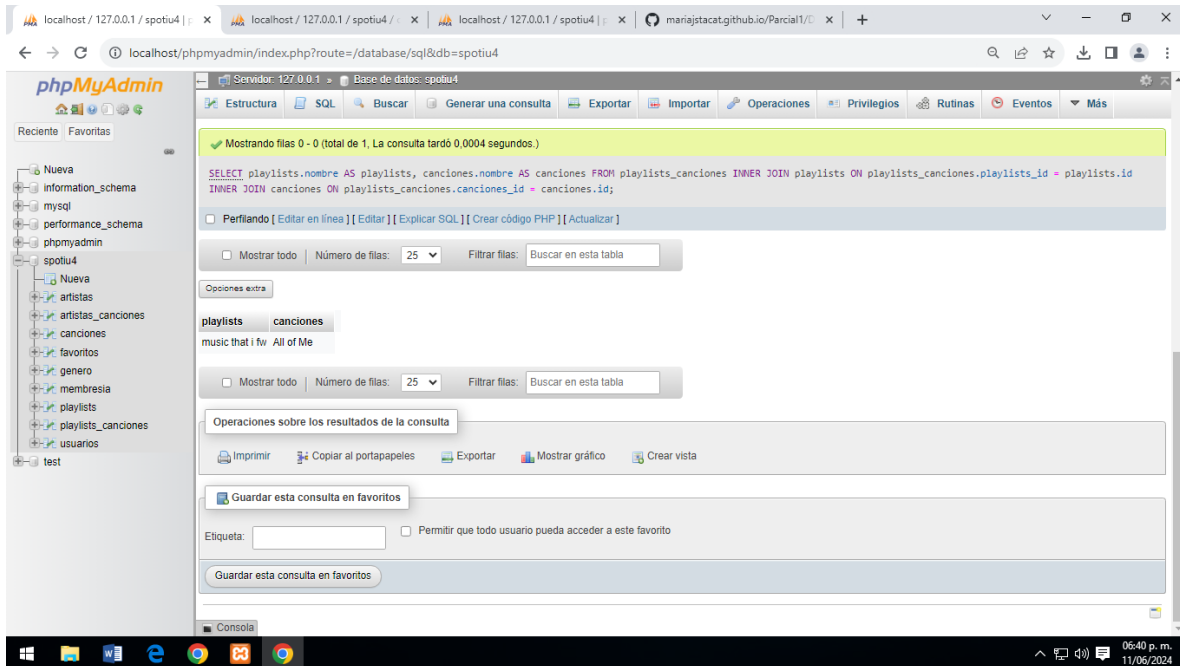 localhost / 127.0.0.1 / spotiu4 | p
localhost / 127.0.0.1 / spotiu4 /
localhost / 127.0.0.1 / spotiu4 | p
mariajstacat.github.io/Parcial1/D
localhost/phpmyadmin/index.php?route=/database/sql&db=spotiu4
phpMyAdmin
Reciente Favoritas
Nueva
information_schema
mysql
performance_schema
phpmyadmin
spotiu4
Nueva
artistas
artistas_canciones
canciones
favoritos
genero
membresia
playlists
playlists_canciones
usuarios
test
Servidor: 127.0.0.1 » Base de datos: spotiu4
Estructura SQL Buscar Generar una consulta Exportar Importar Operaciones Privilegios Rutinas Eventos Más
Mostrando filas 0 - 0 (total de 1, La consulta tardó 0,0004 segundos.)
SELECT playlists.nombre AS playlists, canciones.nombre AS canciones FROM playlists_canciones INNER JOIN playlists ON playlists_canciones.playlists_id = playlists.id
INNER JOIN canciones ON playlists_canciones.canciones_id = canciones.id;
Perfilando [ Editar en línea ] [ Editar ] [ Explicar SQL ] [ Crear código PHP ] [ Actualizar ]
Mostrar todo | Número de filas: 25 Filtrar filas: Buscar en esta tabla
Opciones extra
playlists canciones
music that i fw All of Me
Mostrar todo | Número de filas: 25 Filtrar filas: Buscar en esta tabla
Operaciones sobre los resultados de la consulta
Imprimir Copiar al portapapeles Exportar Mostrar gráfico Crear vista
Guardar esta consulta en favoritos
Etiqueta: Permitir que todo usuario pueda acceder a este favorito
Guardar esta consulta en favoritos
Consola
06:40 p. m.
11/06/2024